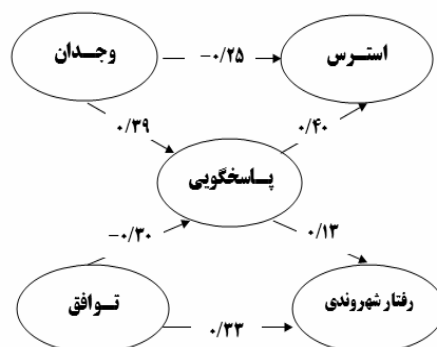 وجدان
−۰/۲۵
استرس
۰/۳۹
۰/۴۰
پاسخگویی
−۰/۳۰
۰/۱۳
توافق
۰/۳۳
رفتار شهروندی